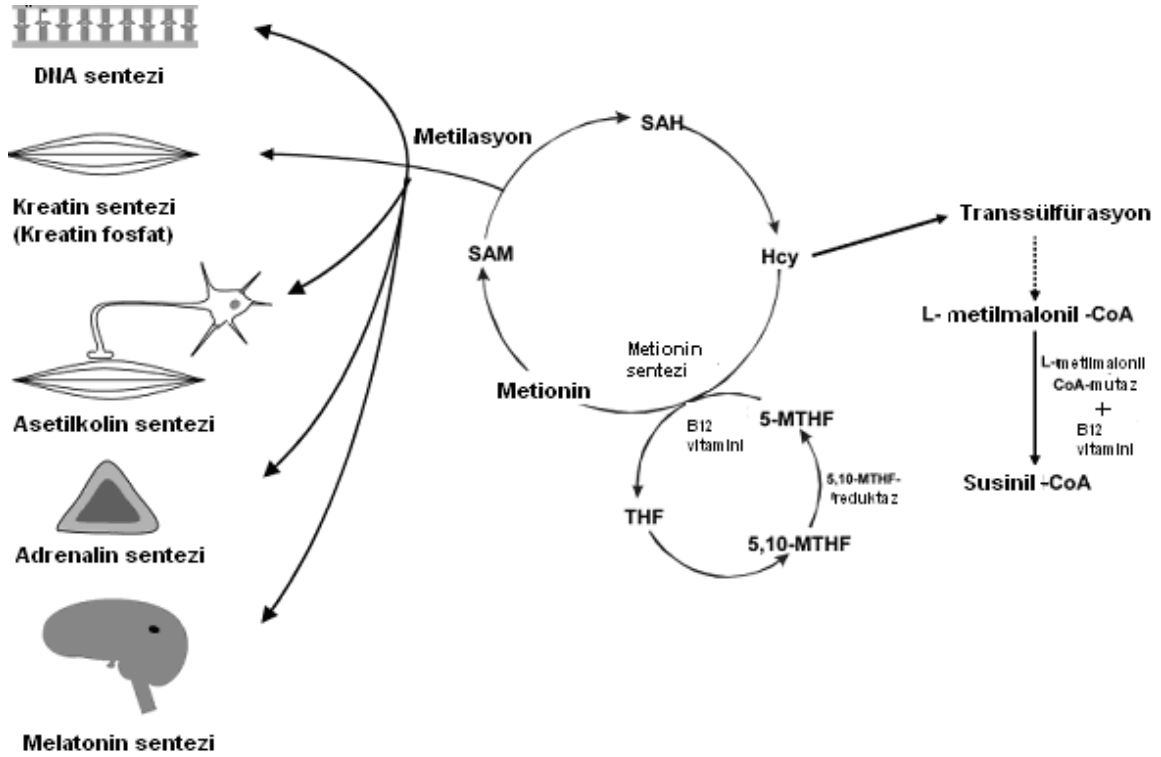 DNA sentezi
Kreatin sentezi
(Kreatin fosfat)
Asetilkolin sentezi
Adrenalin sentezi
Melatonin sentezi
Metilasyon
SAH
SAM
Hcy
Metionin
Metionin
sentezi
B12
vitamini
5-MTHF
5,10-MTHF-
reduktaz
THF
5,10-MTHF
Transsülfürasyon
L- metilmalonil -CoA
L-metilmalonil
CoA-mutaz
+
B12
vitamini
Susinil -CoA